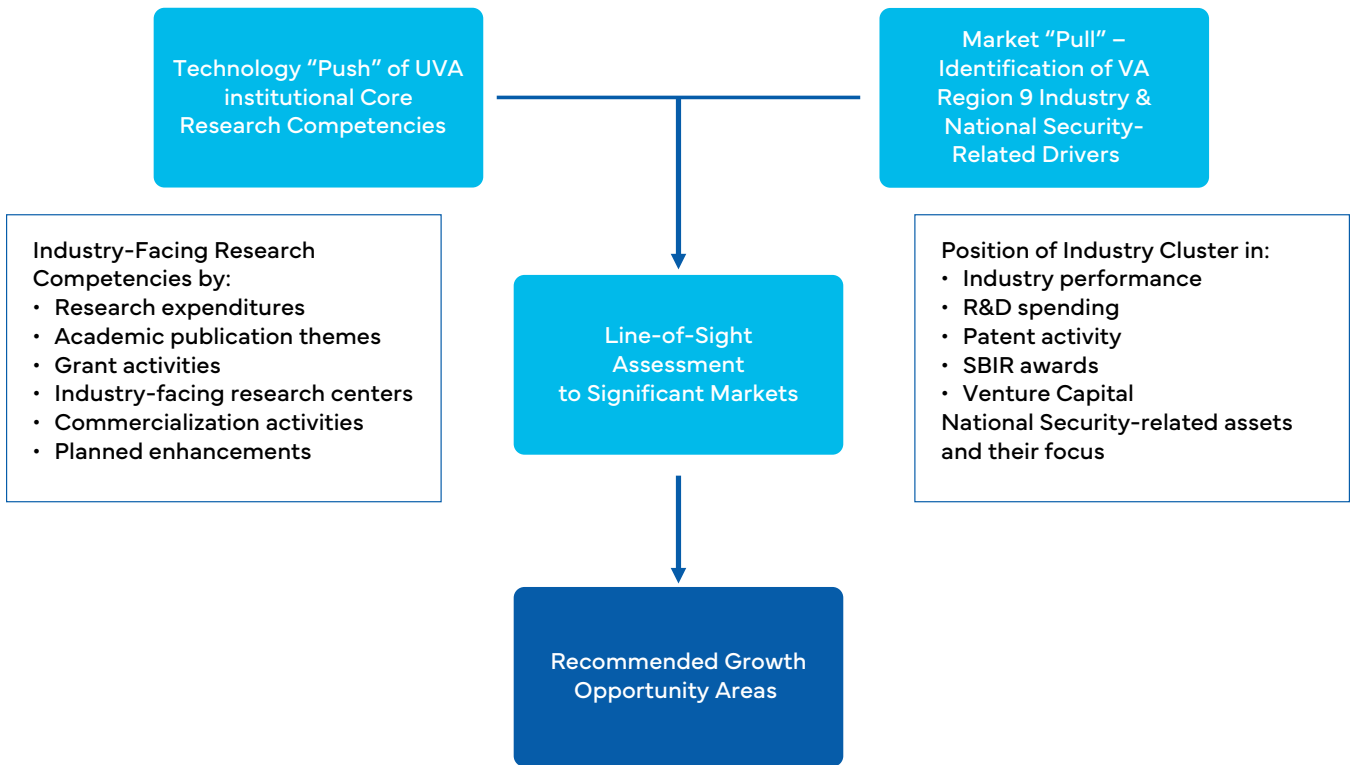 Technology “Push” of UVA
institutional Core
Research Competencies
Market “Pull” –
Identification of VA
Region 9 Industry &
National Security-
Related Drivers
Industry-Facing Research
Competencies by:
• Research expenditures
• Academic publication themes
• Grant activities
• Industry-facing research centers
• Commercialization activities
• Planned enhancements
Line-of-Sight
Assessment
to Significant Markets
Position of Industry Cluster in:
• Industry performance
• R&D spending
• Patent activity
• SBIR awards
• Venture Capital
National Security-related assets
and their focus
Recommended Growth
Opportunity Areas